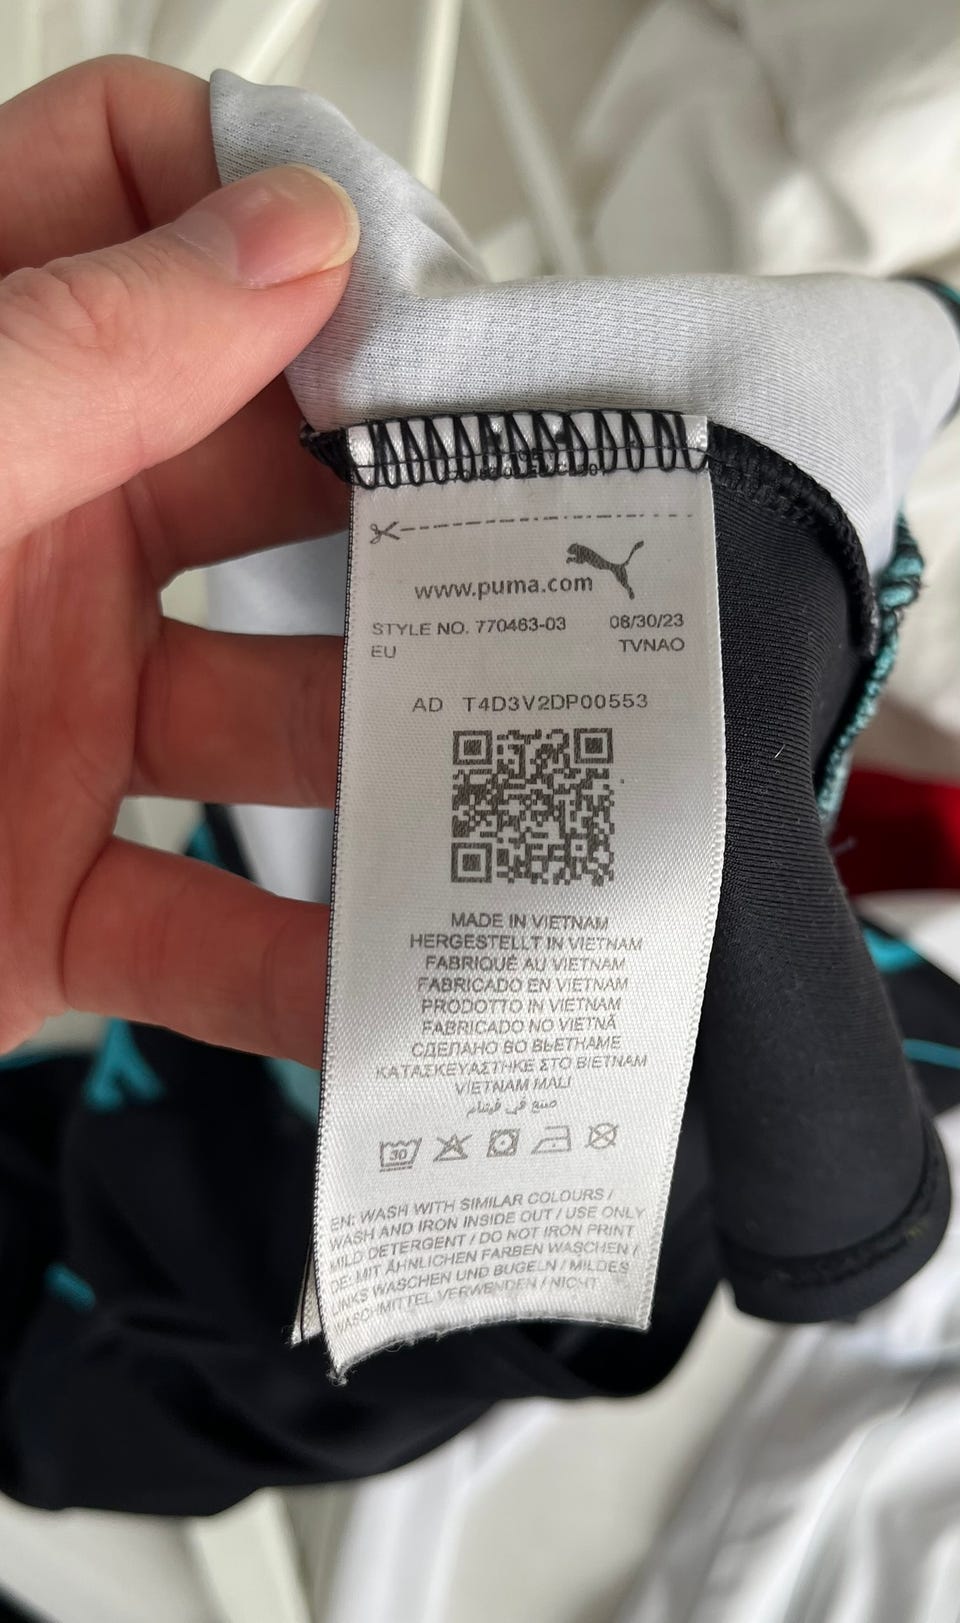 www.puma.com
STYLE NO. 770463-03 08/30/23
EU TVNAO
AD T4D3V2DP00553
MADE IN VIETNAM
HERGESTELLT IN VIETNAM
FABRIQUÉ AU VIETNAM
FABRICADO EN VIETNAM
PRODOTTO IN VIETNAM
FABRICADO NO VIETNÃ
СДЕЛАНО ВО ВЬЕТНАМЕ
ΚΑΤΑΣΚΕΥΑΣΤΗΚΕ ΣΤΟ ΒΙΕΤΝΑΜ
VIETNAM MALI
صنع في فيتنام
30
EN: WASH WITH SIMILAR COLOURS /
WASH AND IRON INSIDE OUT / USE ONLY
MILD DETERGENT / DO NOT IRON PRINT
DE: MIT ÄHNLICHEN FARBEN WASCHEN /
LINKS WASCHEN UND BÜGELN / MILDES
WASCHMITTEL VERWENDEN / NICHT